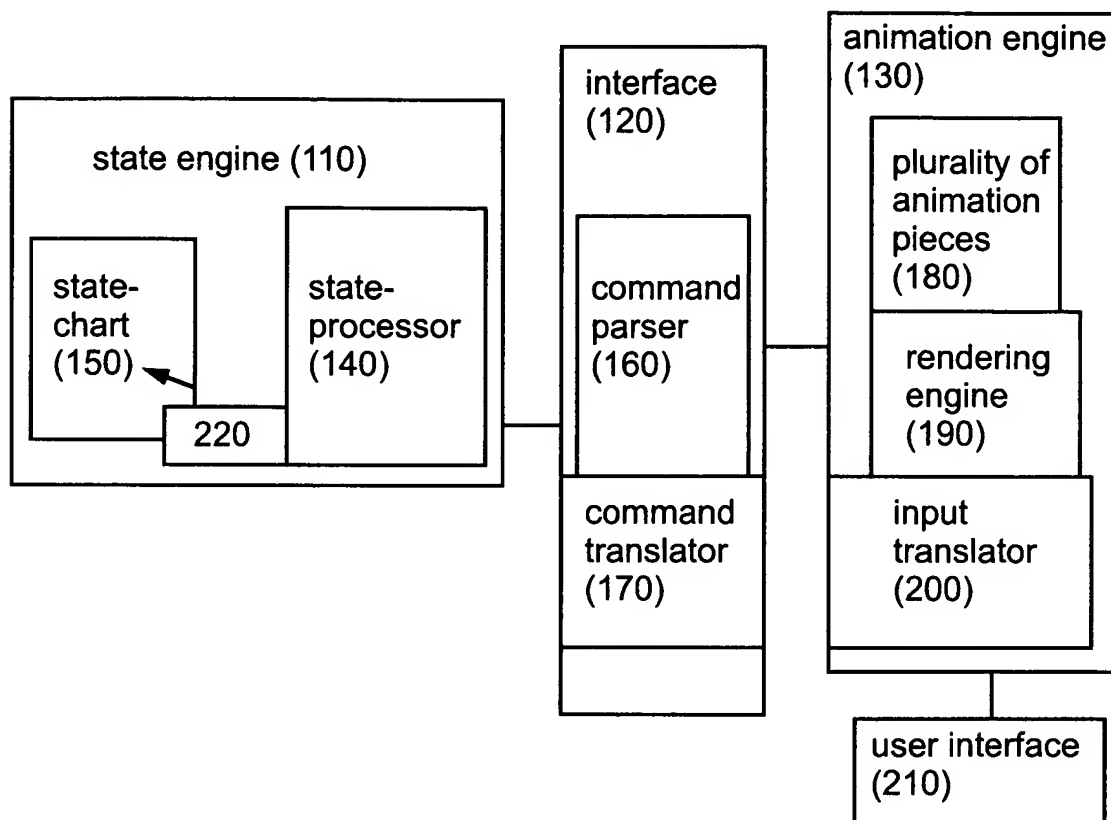 state engine (110)
state-
chart
(150)
state-
processor
(140)
220
interface
(120)
command
parser
(160)
command
translator
(170)
animation engine
(130)
plurality of
animation
pieces
(180)
rendering
engine
(190)
input
translator
(200)
user interface
(210)